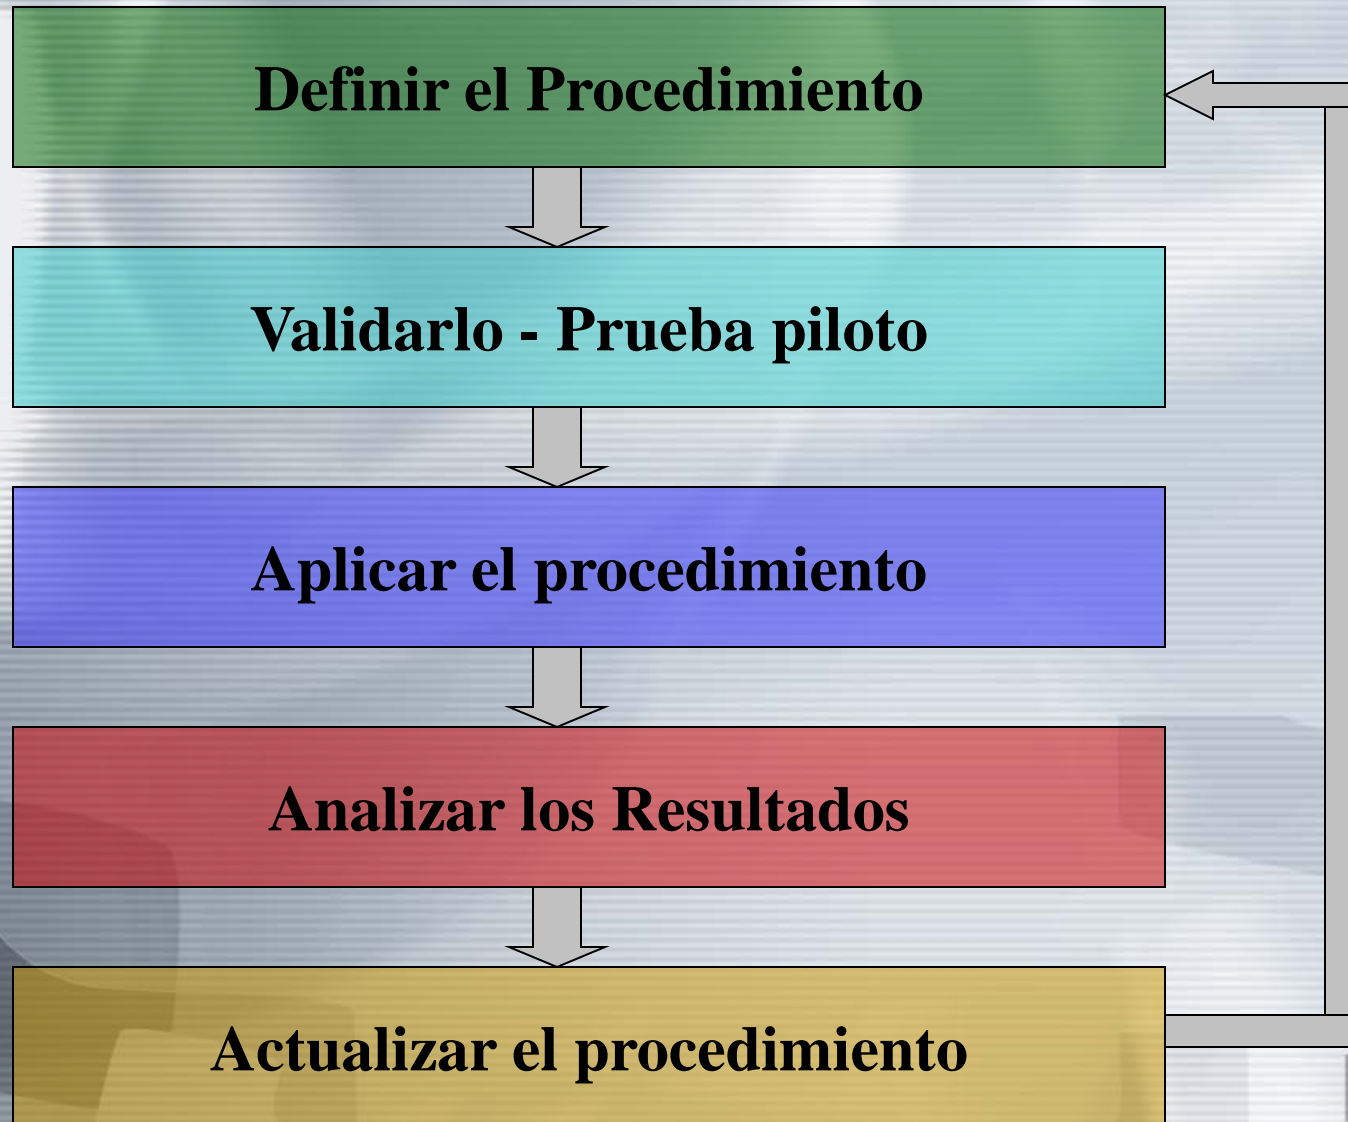 Definir el Procedimiento
Validarlo - Prueba piloto
Aplicar el procedimiento
Analizar los Resultados
Actualizar el procedimiento